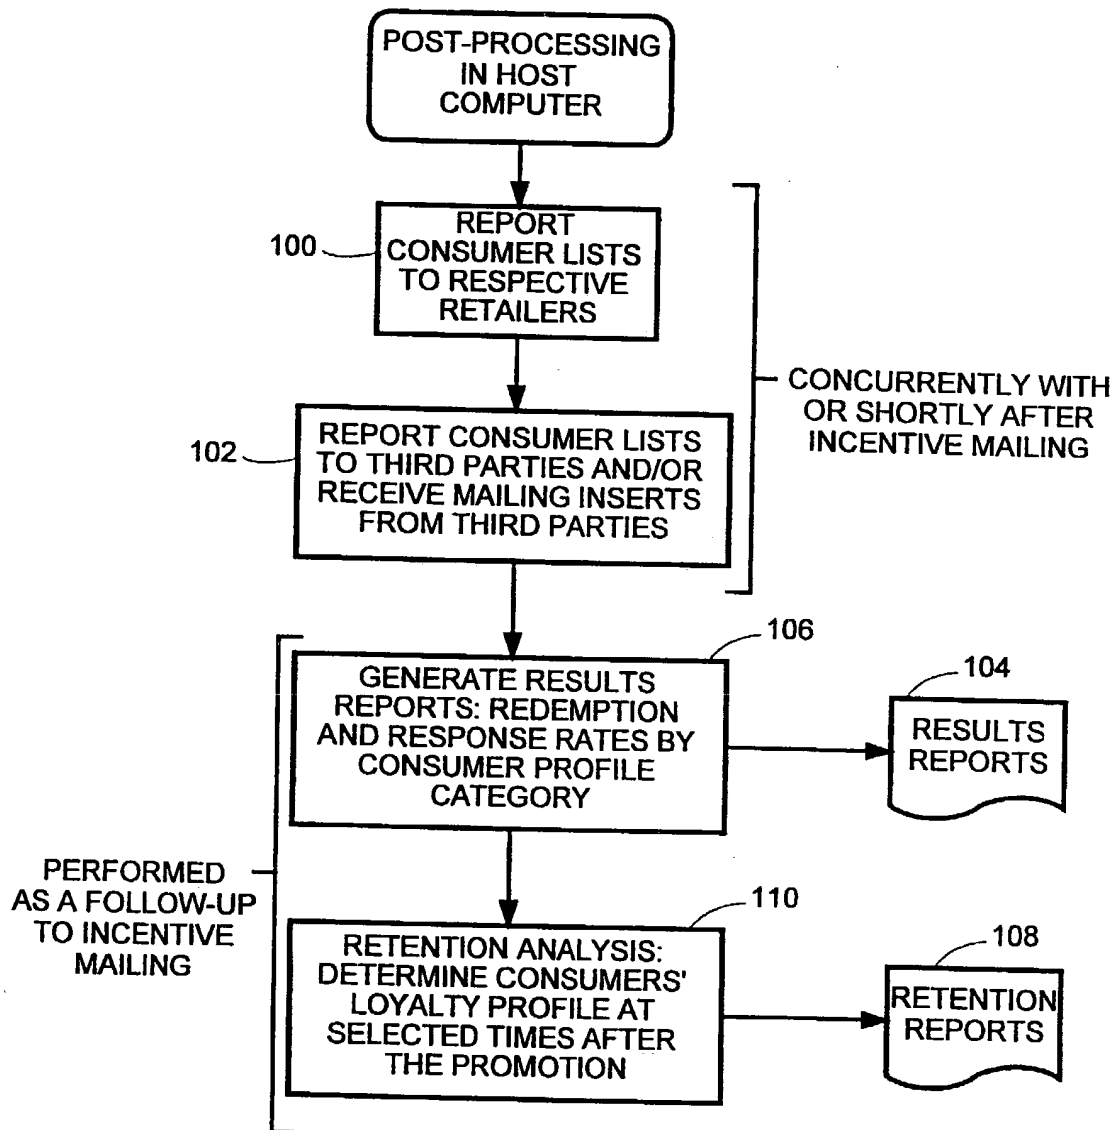 POST-PROCESSING
IN HOST
COMPUTER
100
REPORT
CONSUMER LISTS
TO RESPECTIVE
RETAILERS
CONCURRENTLY WITH
OR SHORTLY AFTER
INCENTIVE MAILING
102
REPORT CONSUMER LISTS
TO THIRD PARTIES AND/OR
RECEIVE MAILING INSERTS
FROM THIRD PARTIES
106
GENERATE RESULTS
REPORTS: REDEMPTION
AND RESPONSE RATES BY
CONSUMER PROFILE
CATEGORY
104
RESULTS
REPORTS
PERFORMED
AS A FOLLOW-UP
TO INCENTIVE
MAILING
110
RETENTION ANALYSIS:
DETERMINE CONSUMERS'
LOYALTY PROFILE AT
SELECTED TIMES AFTER
THE PROMOTION
108
RETENTION
REPORTS